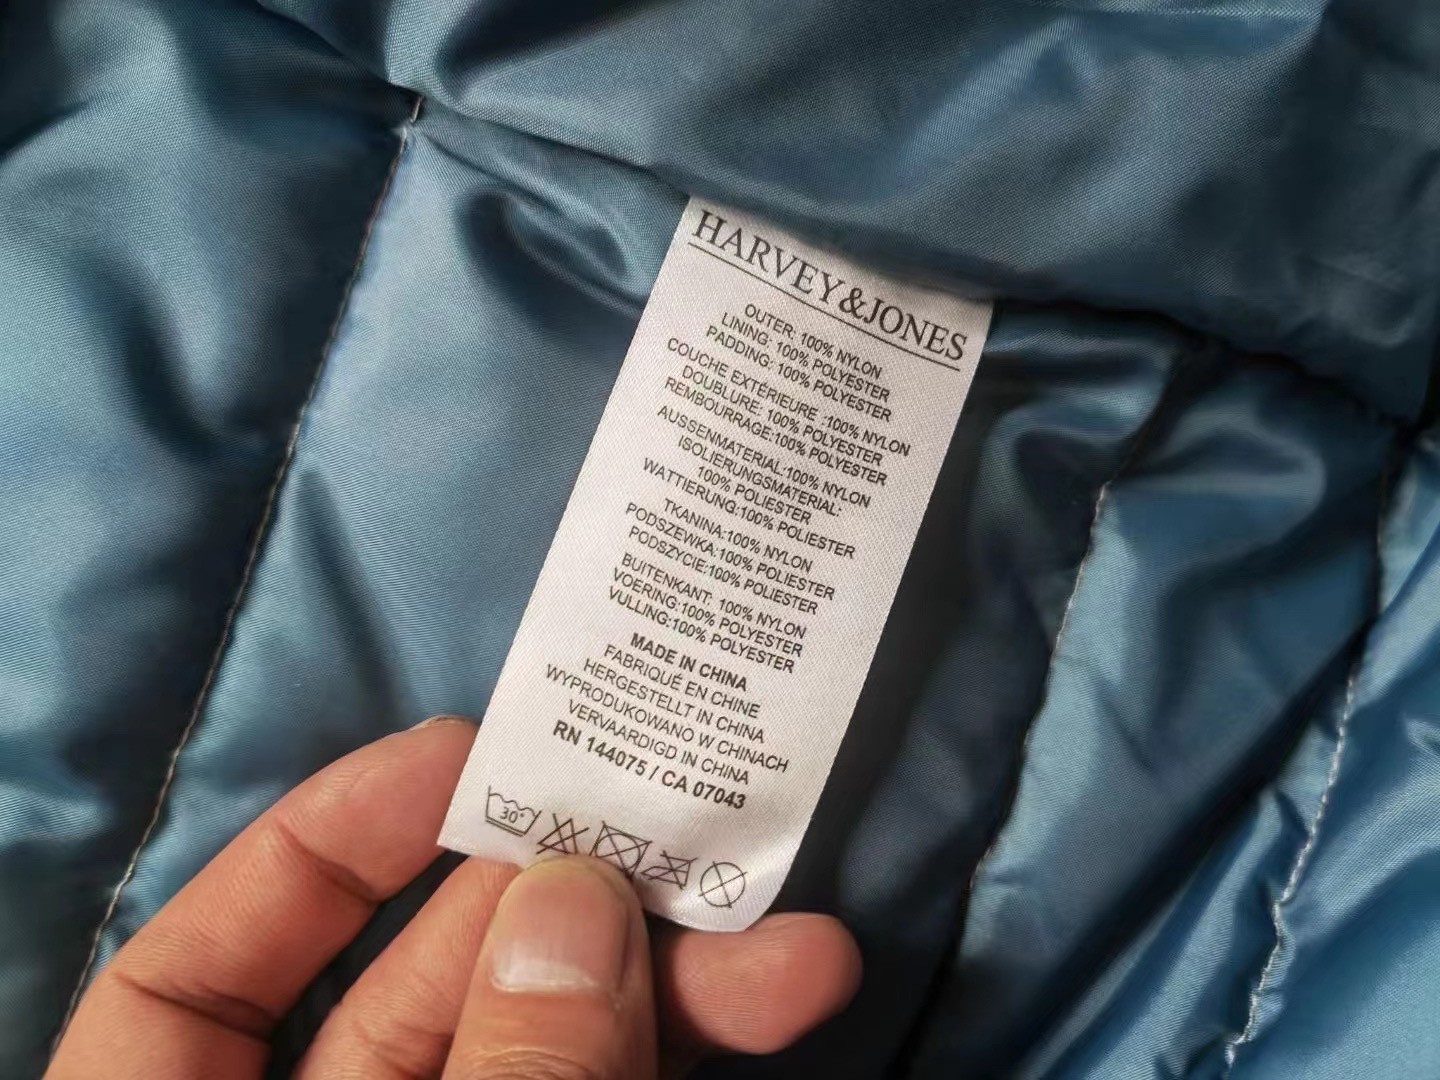 HARVEY&JONES
OUTER: 100% NYLON
LINING: 100% POLYESTER
PADDING: 100% POLYESTER
COUCHE EXTÉRIEURE :100% NYLON
DOUBLURE: 100% POLYESTER
REMBOURRAGE:100% POLYESTER
AUSSENMATERIAL:100% NYLON
ISOLIERUNGSMATERIAL:
100% POLIESTER
WATTIERUNG:100% POLIESTER
TKANINA:100% NYLON
PODSZEWKA:100% POLIESTER
PODSZYCIE:100% POLIESTER
BUITENKANT: 100% NYLON
VOERING:100% POLYESTER
VULLING:100% POLYESTER
MADE IN CHINA
FABRIQUÉ EN CHINE
HERGESTELLT IN CHINA
WYPRODUKOWANO W CHINACH
VERVAARDIGD IN CHINA
RN 144075 / CA 07043
30°